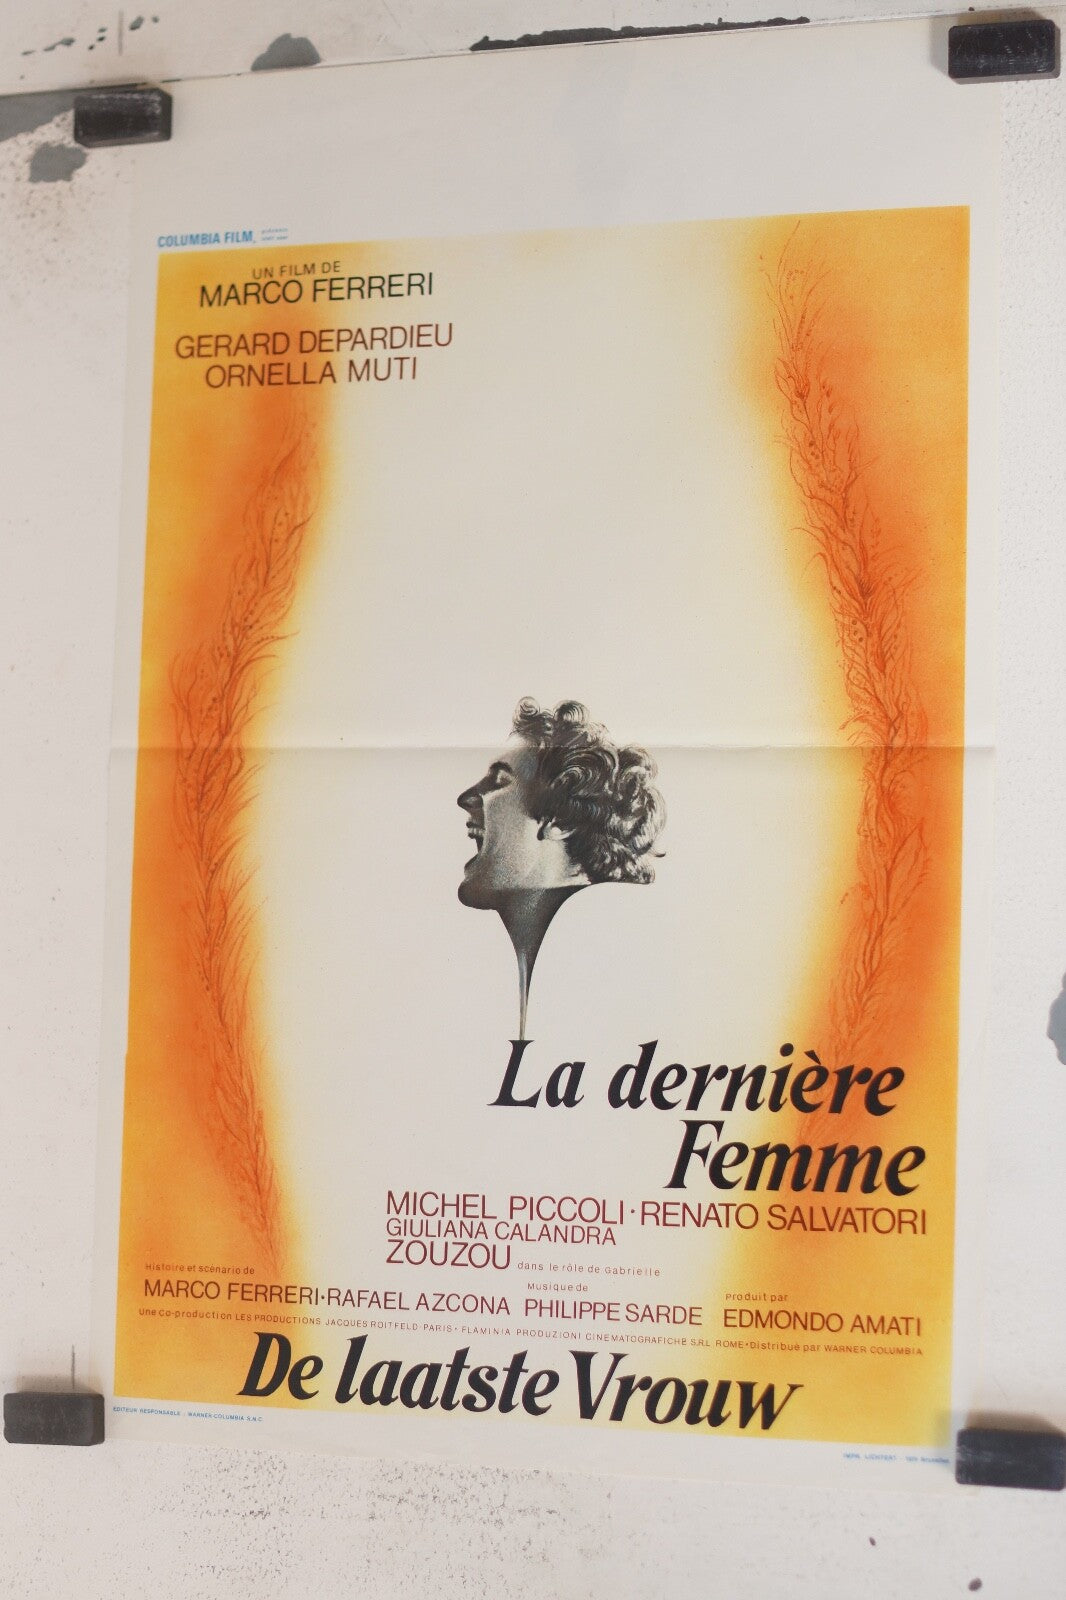 COLUMBIA FILM,
UN FILM DE
MARCO FERRERI
GERARD DEPARDIEU
ORNELLA MUTI
La dernière
Femme
MICHEL PICCOLI·RENATO SALVATORI
GIULIANA CALANDRA
ZOUZOU dans le rôle de Gabrielle
Histoire et scénario de
MARCO FERRERI·RAFAEL AZCONA
Musique de
PHILIPPE SARDE
Produit par
EDMONDO AMATI
Une Co-production LES PRODUCTIONS JACQUES ROITFELD-PARIS· FLAMINIA PRODUZIONI CINEMATOGRAFICHE S.R.L ROME·Distribué par WARNER COLUMBIA
De laatste Vrouw
EDITEUR RESPONSABLE : WARNER-COLUMBIA S.N.C.
IMPR. LICHTERT